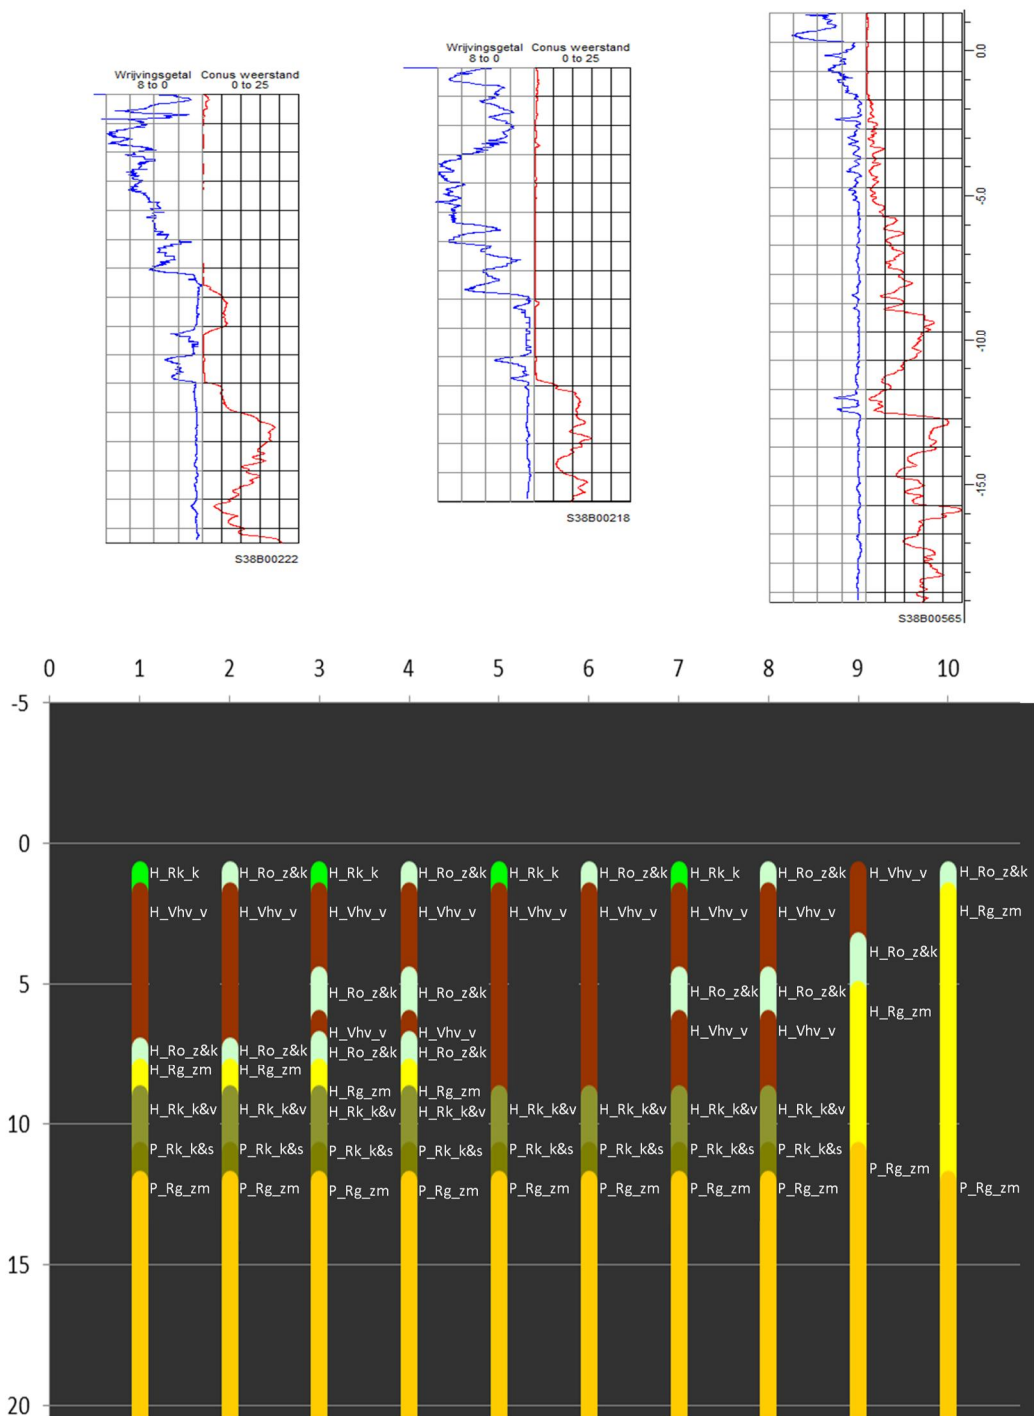 Wrijvingsgetal Conus weerstand
8 to 0 0 to 25
S38B00222
Wrijvingsgetal Conus weerstand
8 to 0 0 to 25
S38B00218
0.0
-5.0
-10.0
-15.0
S38B00565
0 1 2 3 4 5 6 7 8 9 10
-5
0
H_Rk_k H_Ro_z&k H_Rk_k H_Ro_z&k H_Rk_k H_Ro_z&k H_Rk_k H_Ro_z&k H_Vhv_v H_Ro_z&k
H_Vhv_v H_Vhv_v H_Vhv_v H_Vhv_v H_Vhv_v H_Vhv_v H_Vhv_v H_Vhv_v H_Rg_zm
H_Ro_z&k
5
H_Ro_z&k H_Ro_z&k H_Ro_z&k H_Ro_z&k H_Rg_zm
H_Vhv_v H_Vhv_v H_Vhv_v H_Vhv_v
H_Ro_z&k H_Ro_z&k H_Ro_z&k H_Ro_z&k
H_Rg_zm H_Rg_zm
H_Rg_zm H_Rg_zm
H_Rk_k&v H_Rk_k&v H_Rk_k&v H_Rk_k&v H_Rk_k&v H_Rk_k&v H_Rk_k&v H_Rk_k&v
10
P_Rk_k&s P_Rk_k&s P_Rk_k&s P_Rk_k&s P_Rk_k&s P_Rk_k&s P_Rk_k&s P_Rk_k&s
P_Rg_zm
P_Rg_zm P_Rg_zm P_Rg_zm P_Rg_zm P_Rg_zm P_Rg_zm P_Rg_zm P_Rg_zm P_Rg_zm
15
20